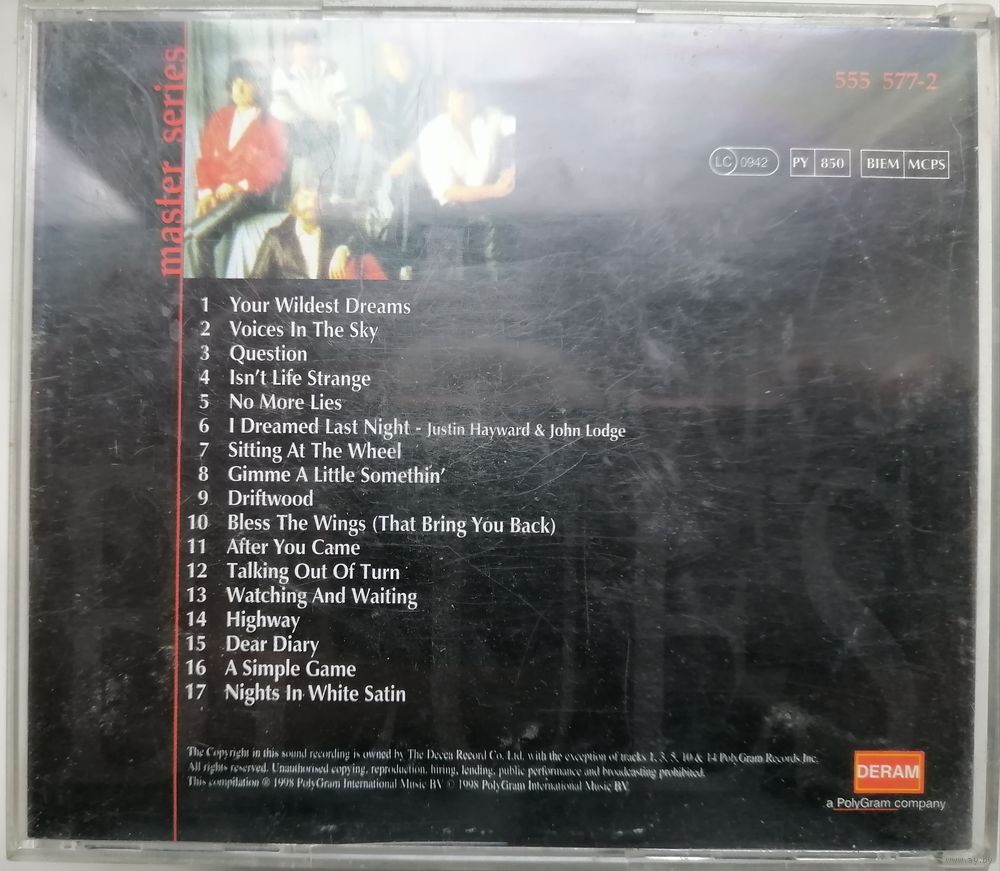 master series
555 577-2
LC 0942 PY 850 BIEM MCPS
1 Your Wildest Dreams
2 Voices In The Sky
3 Question
4 Isn't Life Strange
5 No More Lies
6 I Dreamed Last Night - Justin Hayward & John Lodge
7 Sitting At The Wheel
8 Gimme A Little Somethin'
9 Driftwood
10 Bless The Wings (That Bring You Back)
11 After You Came
12 Talking Out Of Turn
13 Watching And Waiting
14 Highway
15 Dear Diary
16 A Simple Game
17 Nights In White Satin
The Copyright in this sound recording is owned by The Decca Record Co. Ltd. with the exception of tracks 1, 3, 5, 10 & 14 PolyGram Records Inc.
All rights reserved. Unauthorised copying, reproduction, hiring, lending, public performance and broadcasting prohibited.
This compilation ℗ 1998 PolyGram International Music BV © 1998 PolyGram International Music BV
DERAM
a PolyGram company
www.ay.by